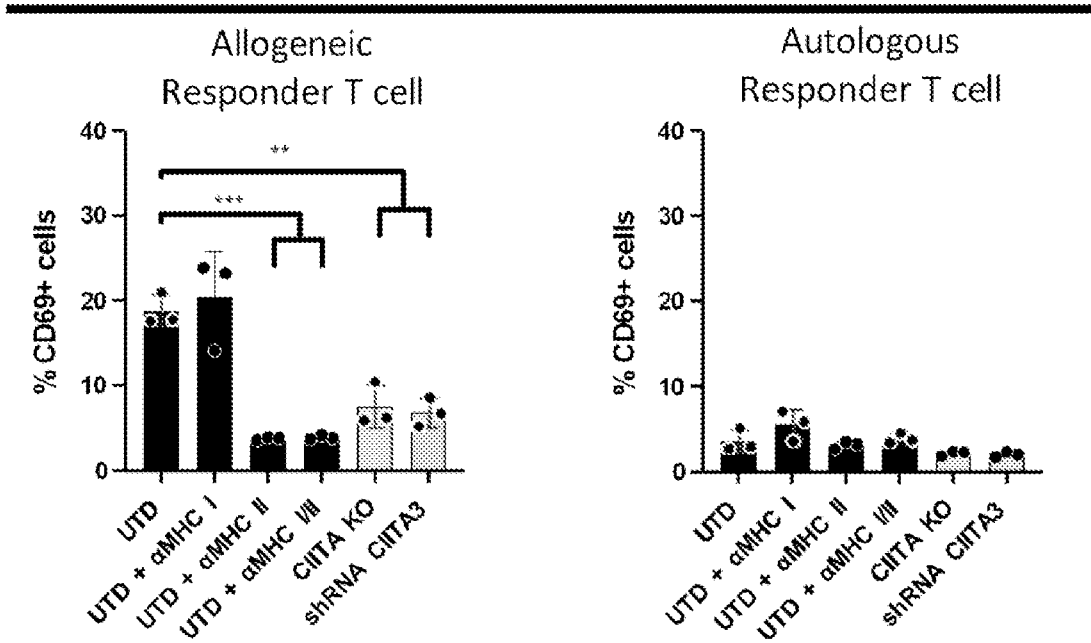 Allogeneic
Responder T cell
% CD69+ cells
40
30
20
10
0
**
***
UTD
UTD + αMHC I
UTD + αMHC II
UTD + αMHC I/II
CIITA KO
shRNA CIITA3
Autologous
Responder T cell
% CD69+ cells
40
30
20
10
0
UTD
UTD + αMHC I
UTD + αMHC II
UTD + αMHC I/II
CIITA KO
shRNA CIITA3